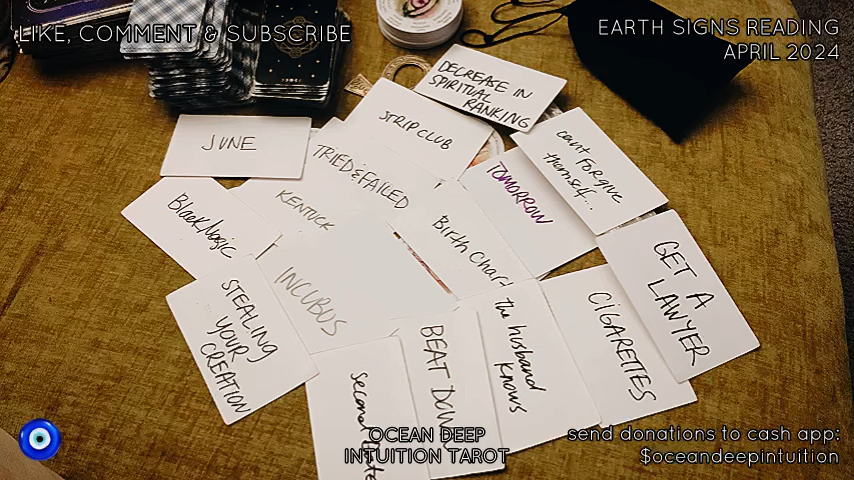 LIKE, COMMENT & SUBSCRIBE
EARTH SIGNS READING
APRIL 2024
DECREASE IN
SPIRITUAL
RANKING
STRIP CLUB
can't FORGIVE
themself...
JUNE
TRIED & FAILED
TOMORROW
KENTUCK
Black Magic
Birth Chart
GET A
LAWYER
INCUBUS
STEALING
YOUR
CREATION
CIGARETTES
the husband
KNOWS
BEAT DOWN
Second
OCEAN DEEP
INTUITION TAROT
send donations to cash app:
$oceandeepintuition